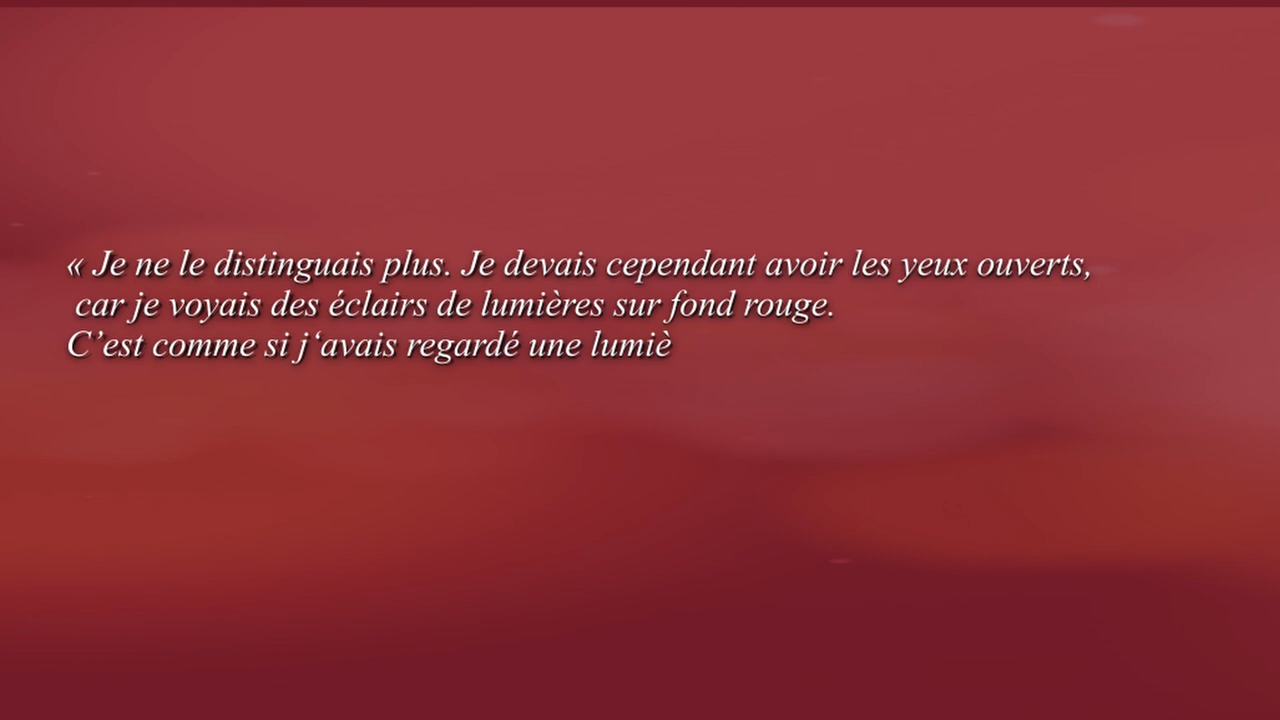 « Je ne le distinguais plus. Je devais cependant avoir les yeux ouverts,
car je voyais des éclairs de lumières sur fond rouge.
C’est comme si j‘avais regardé une lumiè